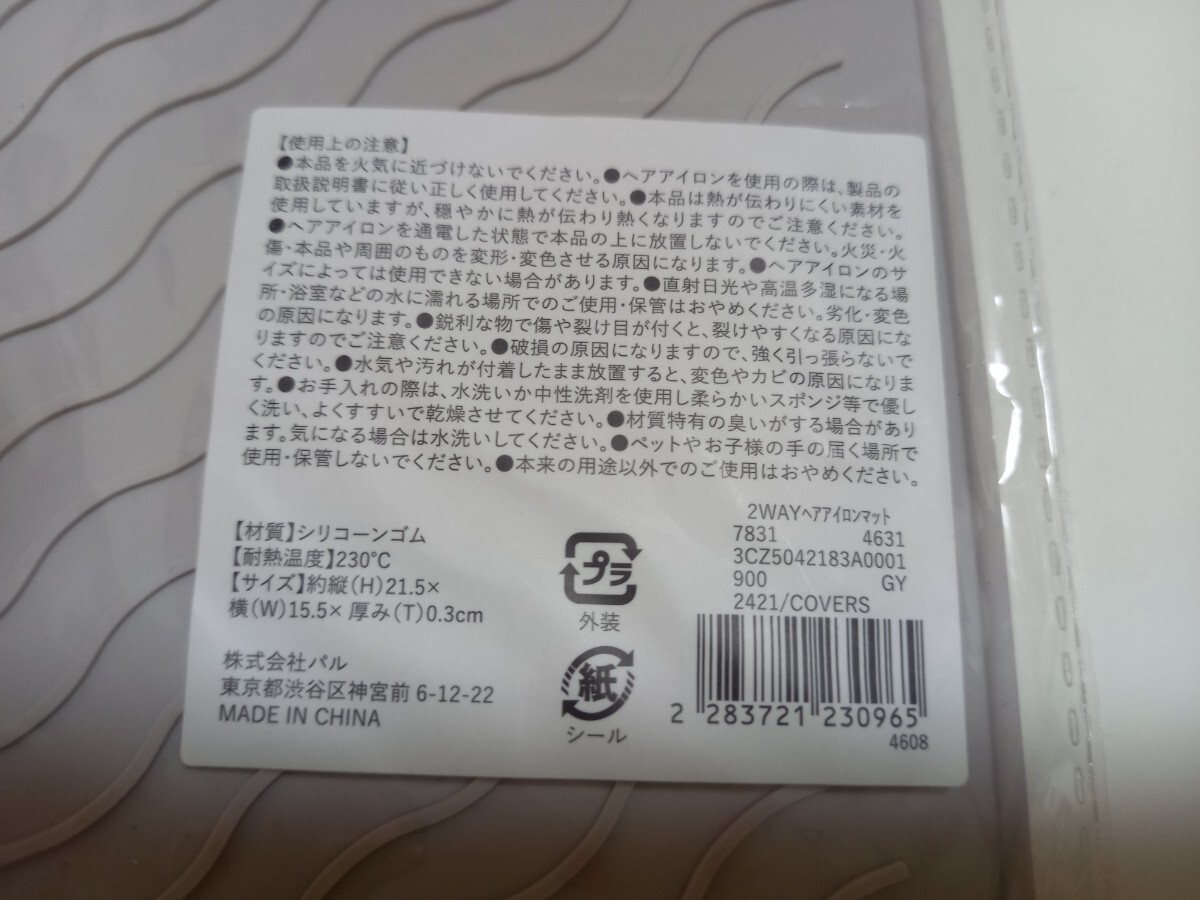 【使用上の注意】
●本品を火気に近づけないでください。●ヘアアイロンを使用の際は、製品の
取扱説明書に従い正しく使用してください。●本品は熱が伝わりにくい素材を
使用していますが、穏やかに熱が伝わり熱くなりますのでご注意ください。
●ヘアアイロンを通電した状態で本品の上に放置しないでください。火災・火
傷・本品や周囲のものを変形・変色させる原因になります。●ヘアアイロンのサ
イズによっては使用できない場合があります。●直射日光や高温多湿になる場
所・浴室などの水に濡れる場所でのご使用・保管はおやめください。劣化・変色
の原因になります。●鋭利な物で傷や裂け目が付くと、裂けやすくなる原因にな
りますのでご注意ください。●破損の原因になりますので、強く引っ張らないで
ください。●水気や汚れが付着したまま放置すると、変色やカビの原因になりま
す。●お手入れの際は、水洗いか中性洗剤を使用し柔らかいスポンジ等で優し
く洗い、よくすすいで乾燥させてください。●材質特有の臭いがする場合があり
ます。気になる場合は水洗いしてください。●ペットやお子様の手の届く場所で
使用・保管しないでください。●本来の用途以外でのご使用はおやめください。
【材質】シリコーンゴム
【耐熱温度】230℃
【サイズ】約縦(H)21.5×
横(W)15.5× 厚み(T)0.3cm
株式会社パル
東京都渋谷区神宮前 6-12-22
MADE IN CHINA
プラ
外装
紙
シール
2WAYヘアアイロンマット
7831 4631
3CZ5042183A0001
900 GY
2421/COVERS
2 283721 230965
4608